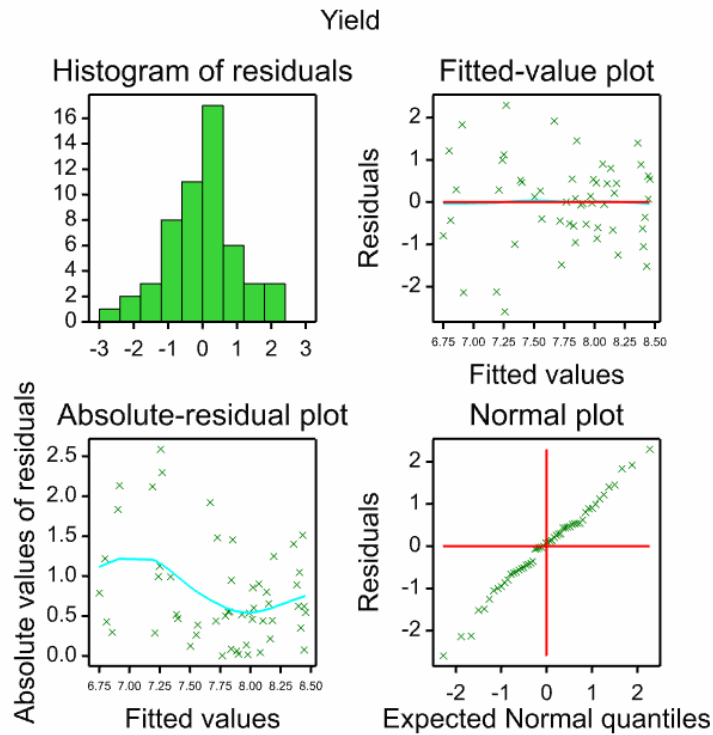 Yield
Histogram of residuals
16
14
12
10
8
6
4
2
0
-3 -2 -1 0 1 2 3
Fitted-value plot
Residuals
2
1
0
-1
-2
6.75 7.00 7.25 7.50 7.75 8.00 8.25 8.50
Fitted values
Absolute-residual plot
Absolute values of residuals
2.5
2.0
1.5
1.0
0.5
0.0
6.75 7.00 7.25 7.50 7.75 8.00 8.25 8.50
Fitted values
Normal plot
Residuals
2
1
0
-1
-2
-2 -1 0 1 2
Expected Normal quantiles